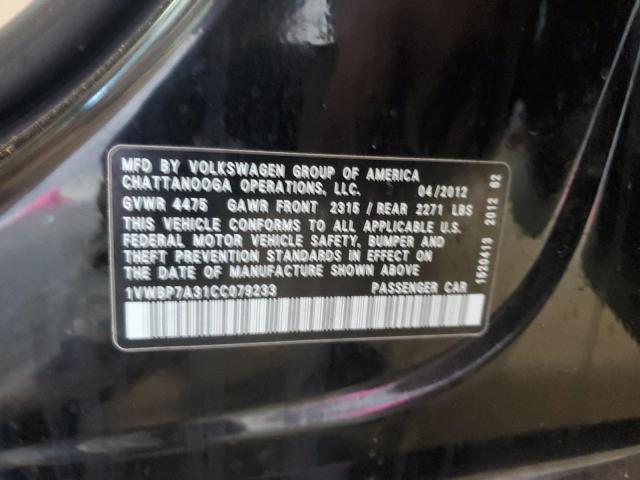 MFD BY VOLKSWAGEN GROUP OF AMERICA
CHATTANOOGA OPERATIONS, LLC. 04/2012
GVWR 4475 GAWR FRONT 2315 / REAR 2271 LBS
THIS VEHICLE CONFORMS TO ALL APPLICABLE U.S.
FEDERAL MOTOR VEHICLE SAFETY, BUMPER AND
THEFT PREVENTION STANDARDS IN EFFECT ON
THE DATE OF MANUFACTURE SHOWN ABOVE
1VWBP7A31CC079233 PASSENGER CAR
1520413 2012 62